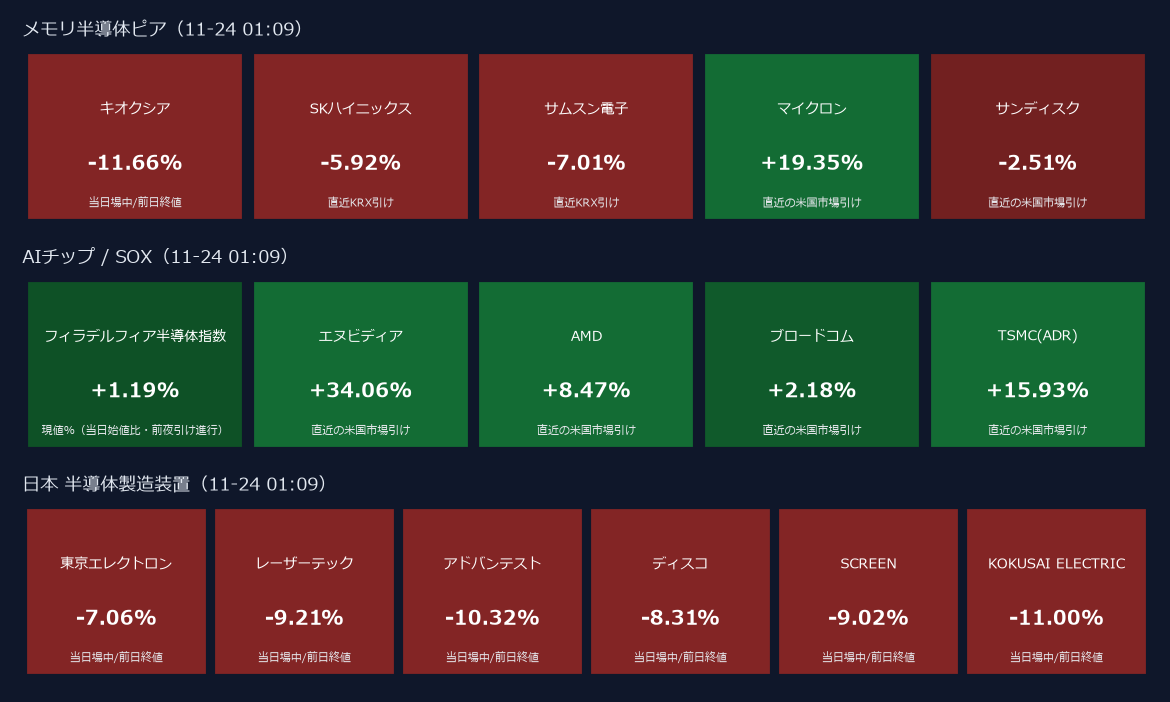 メモリ半導体ピア（11-24 01:09）
キオクシア
-11.66%
当日場中/前日終値
SKハイニックス
-5.92%
直近KRX引け
サムスン電子
-7.01%
直近KRX引け
マイクロン
+19.35%
直近の米国市場引け
サンディスク
-2.51%
直近の米国市場引け
AIチップ / SOX（11-24 01:09）
フィラデルフィア半導体指数
+1.19%
現値%（当日始値比・前夜引け進行）
エヌビディア
+34.06%
直近の米国市場引け
AMD
+8.47%
直近の米国市場引け
ブロードコム
+2.18%
直近の米国市場引け
TSMC(ADR)
+15.93%
直近の米国市場引け
日本 半導体製造装置（11-24 01:09）
東京エレクトロン
-7.06%
当日場中/前日終値
レーザーテック
-9.21%
当日場中/前日終値
アドバンテスト
-10.32%
当日場中/前日終値
ディスコ
-8.31%
当日場中/前日終値
SCREEN
-9.02%
当日場中/前日終値
KOKUSAI ELECTRIC
-11.00%
当日場中/前日終値